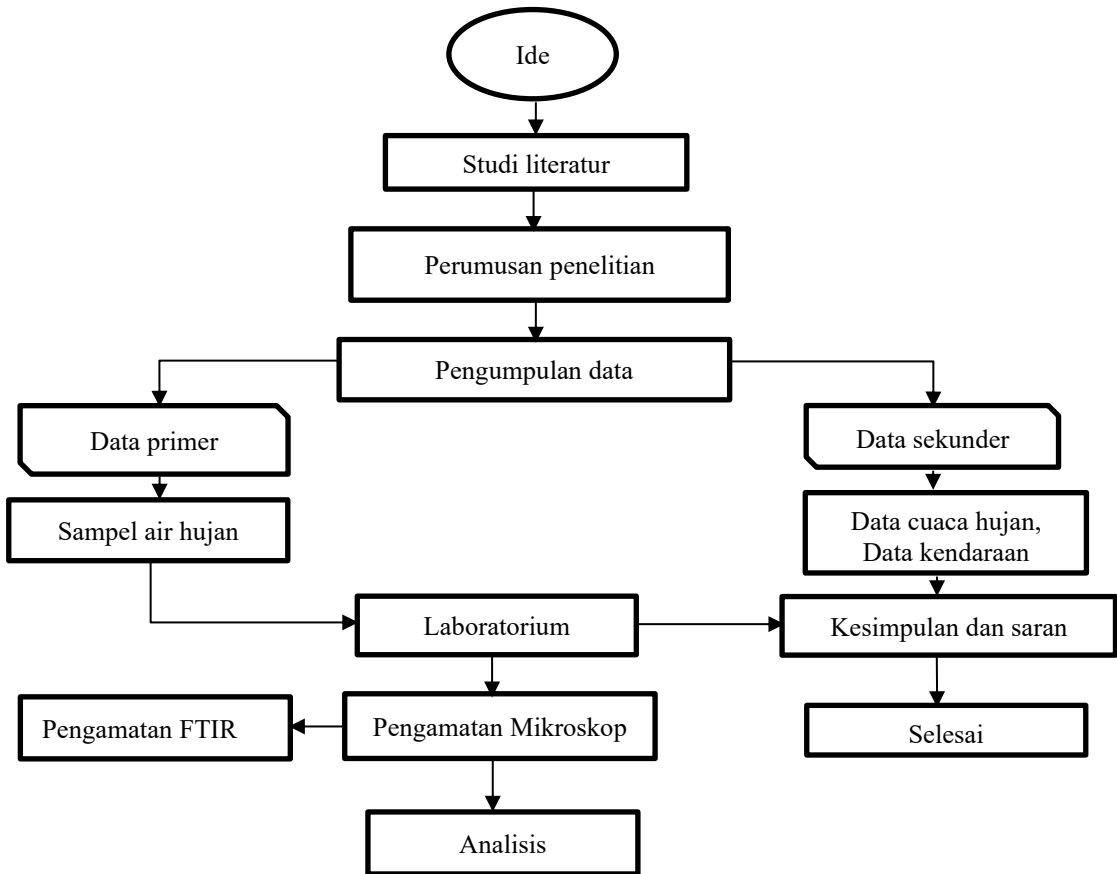 Ide
Studi literatur
Perumusan penelitian
Pengumpulan data
Data primer
Data sekunder
Sampel air hujan
Data cuaca hujan,
Data kendaraan
Laboratorium
Kesimpulan dan saran
Pengamatan FTIR
Pengamatan Mikroskop
Selesai
Analisis